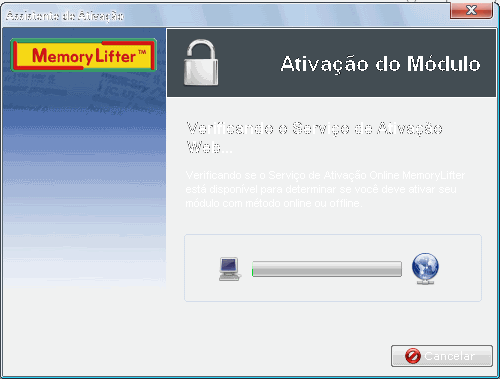 Assistente de Ativação
MemoryLifter™
Ativação do Módulo
Verificando o Serviço de Ativação
Web...
Verificando se o Serviço de Ativação Online MemoryLifter
está disponível para determinar se você deve ativar seu
módulo com método online ou offline.
Cancelar